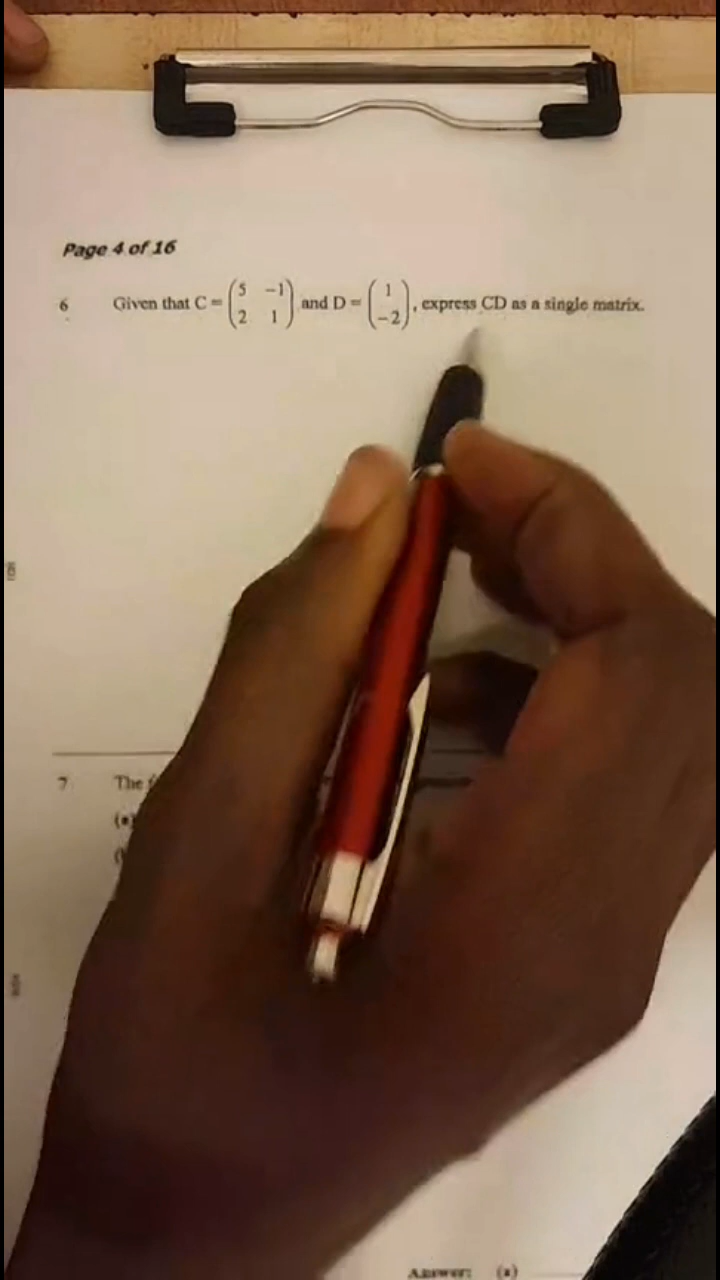 Page 4 of 16
6 Given that C = (5 -1
2 1) and D = (1
-2), express CD as a single matrix.
7 The
(a)
Answer: (a)